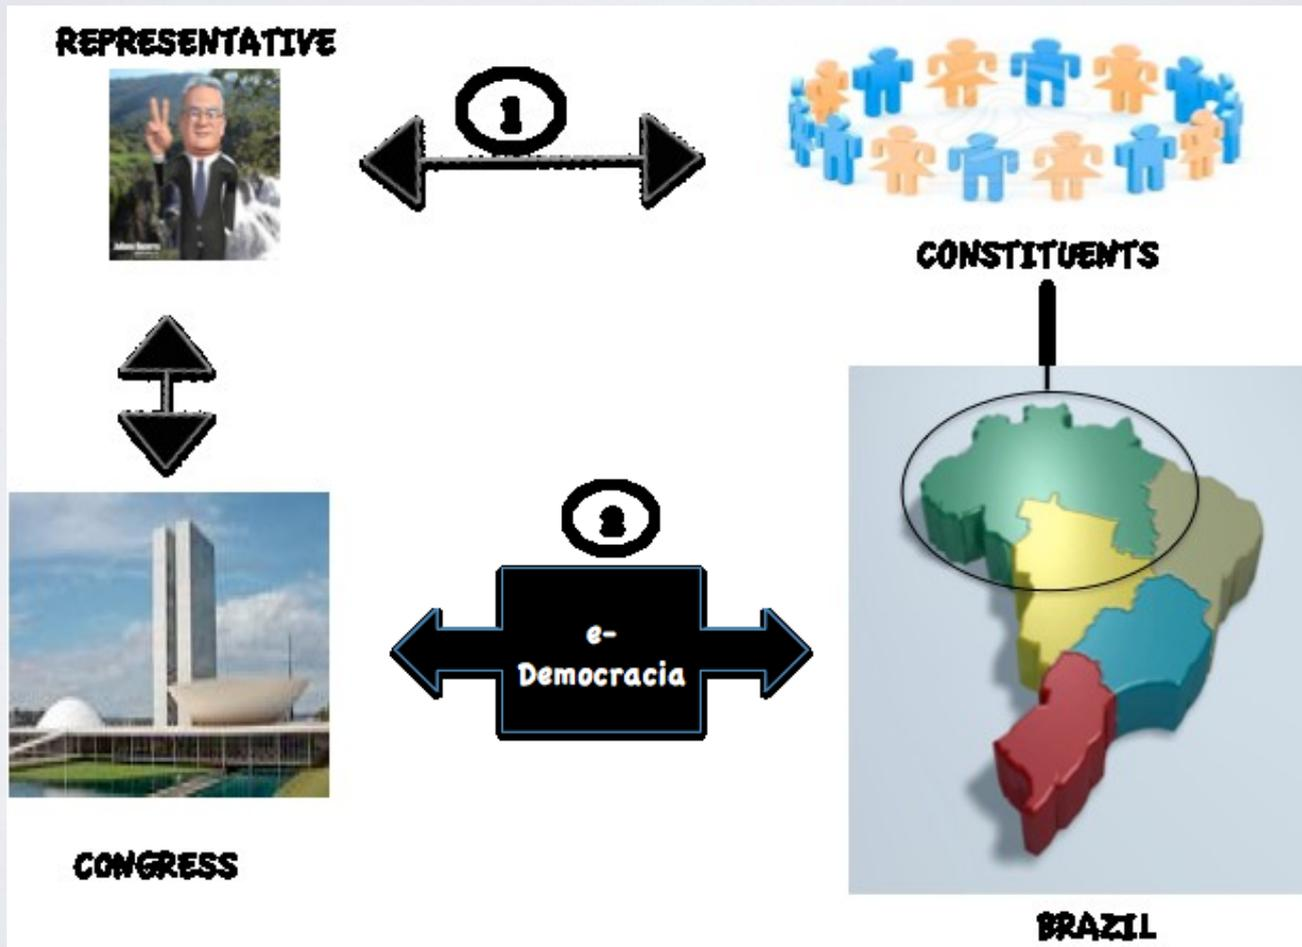 REPRESENTATIVE
1
CONSTITUENTS
2
e-
Democracia
CONGRESS
BRAZIL